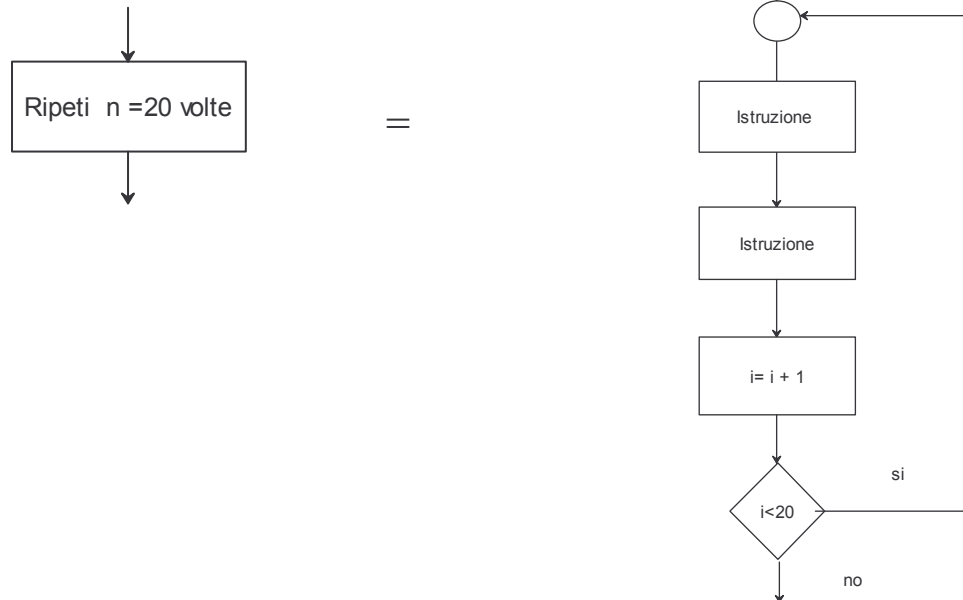 Ripeti n =20 volte
=
Istruzione
Istruzione
i= i + 1
i<20
si
no